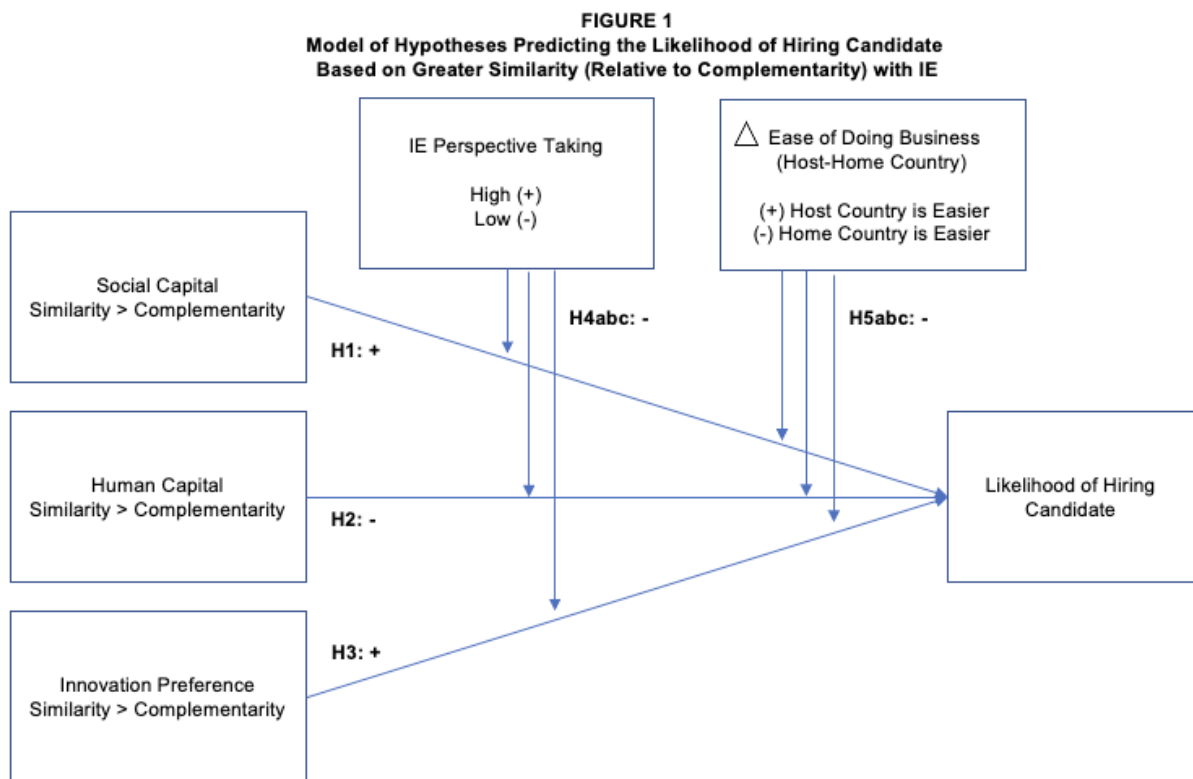 FIGURE 1
Model of Hypotheses Predicting the Likelihood of Hiring Candidate
Based on Greater Similarity (Relative to Complementarity) with IE
IE Perspective Taking
High (+)
Low (-)
△ Ease of Doing Business
(Host-Home Country)
(+) Host Country is Easier
(-) Home Country is Easier
Social Capital
Similarity > Complementarity
H4abc: -
H5abc: -
H1: +
Human Capital
Similarity > Complementarity
H2: -
Likelihood of Hiring
Candidate
H3: +
Innovation Preference
Similarity > Complementarity